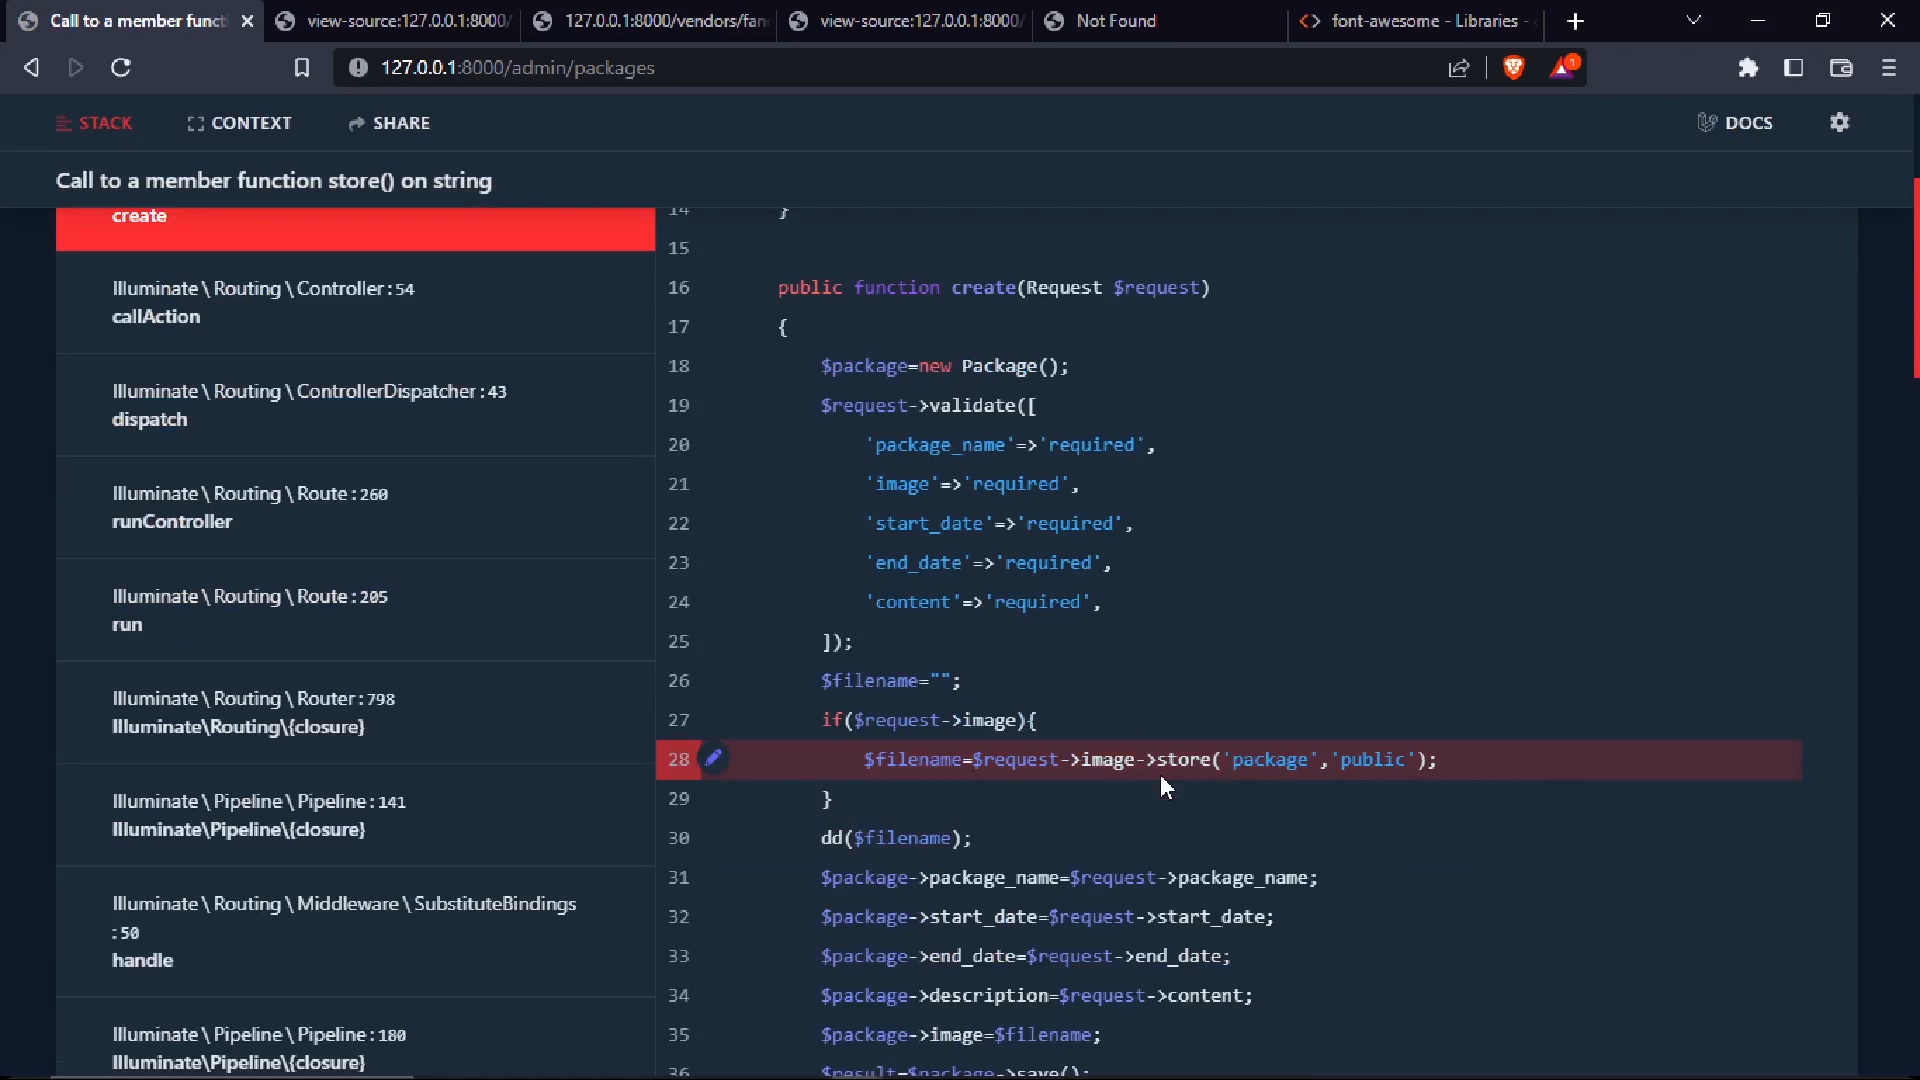 Call to a member funct
view-source:127.0.0.1:8000/
127.0.0.1:8000/vendors/fan
view-source:127.0.0.1:8000/
Not Found
font-awesome - Libraries -
127.0.0.1:8000/admin/packages
1
STACK
CONTEXT
SHARE
DOCS
Call to a member function store() on string
create
Illuminate \ Routing \ Controller:54
callAction
Illuminate \ Routing \ ControllerDispatcher:43
dispatch
Illuminate \ Routing \ Route:260
runController
Illuminate \ Routing \ Route:205
run
Illuminate \ Routing \ Router:798
Illuminate\Routing\{closure}
Illuminate \ Pipeline \ Pipeline:141
Illuminate\Pipeline\{closure}
Illuminate \ Routing \ Middleware \ SubstituteBindings
:50
handle
Illuminate \ Pipeline \ Pipeline:180
Illuminate\Pipeline\{closure}
14 }
15
16 public function create(Request $request)
17 {
18 $package=new Package();
19 $request->validate([
20 'package_name'=>'required',
21 'image'=>'required',
22 'start_date'=>'required',
23 'end_date'=>'required',
24 'content'=>'required',
25 ]);
26 $filename="";
27 if($request->image){
28 $filename=$request->image->store('package','public');
29 }
30 dd($filename);
31 $package->package_name=$request->package_name;
32 $package->start_date=$request->start_date;
33 $package->end_date=$request->end_date;
34 $package->description=$request->content;
35 $package->image=$filename;
36 $result=$package->save();